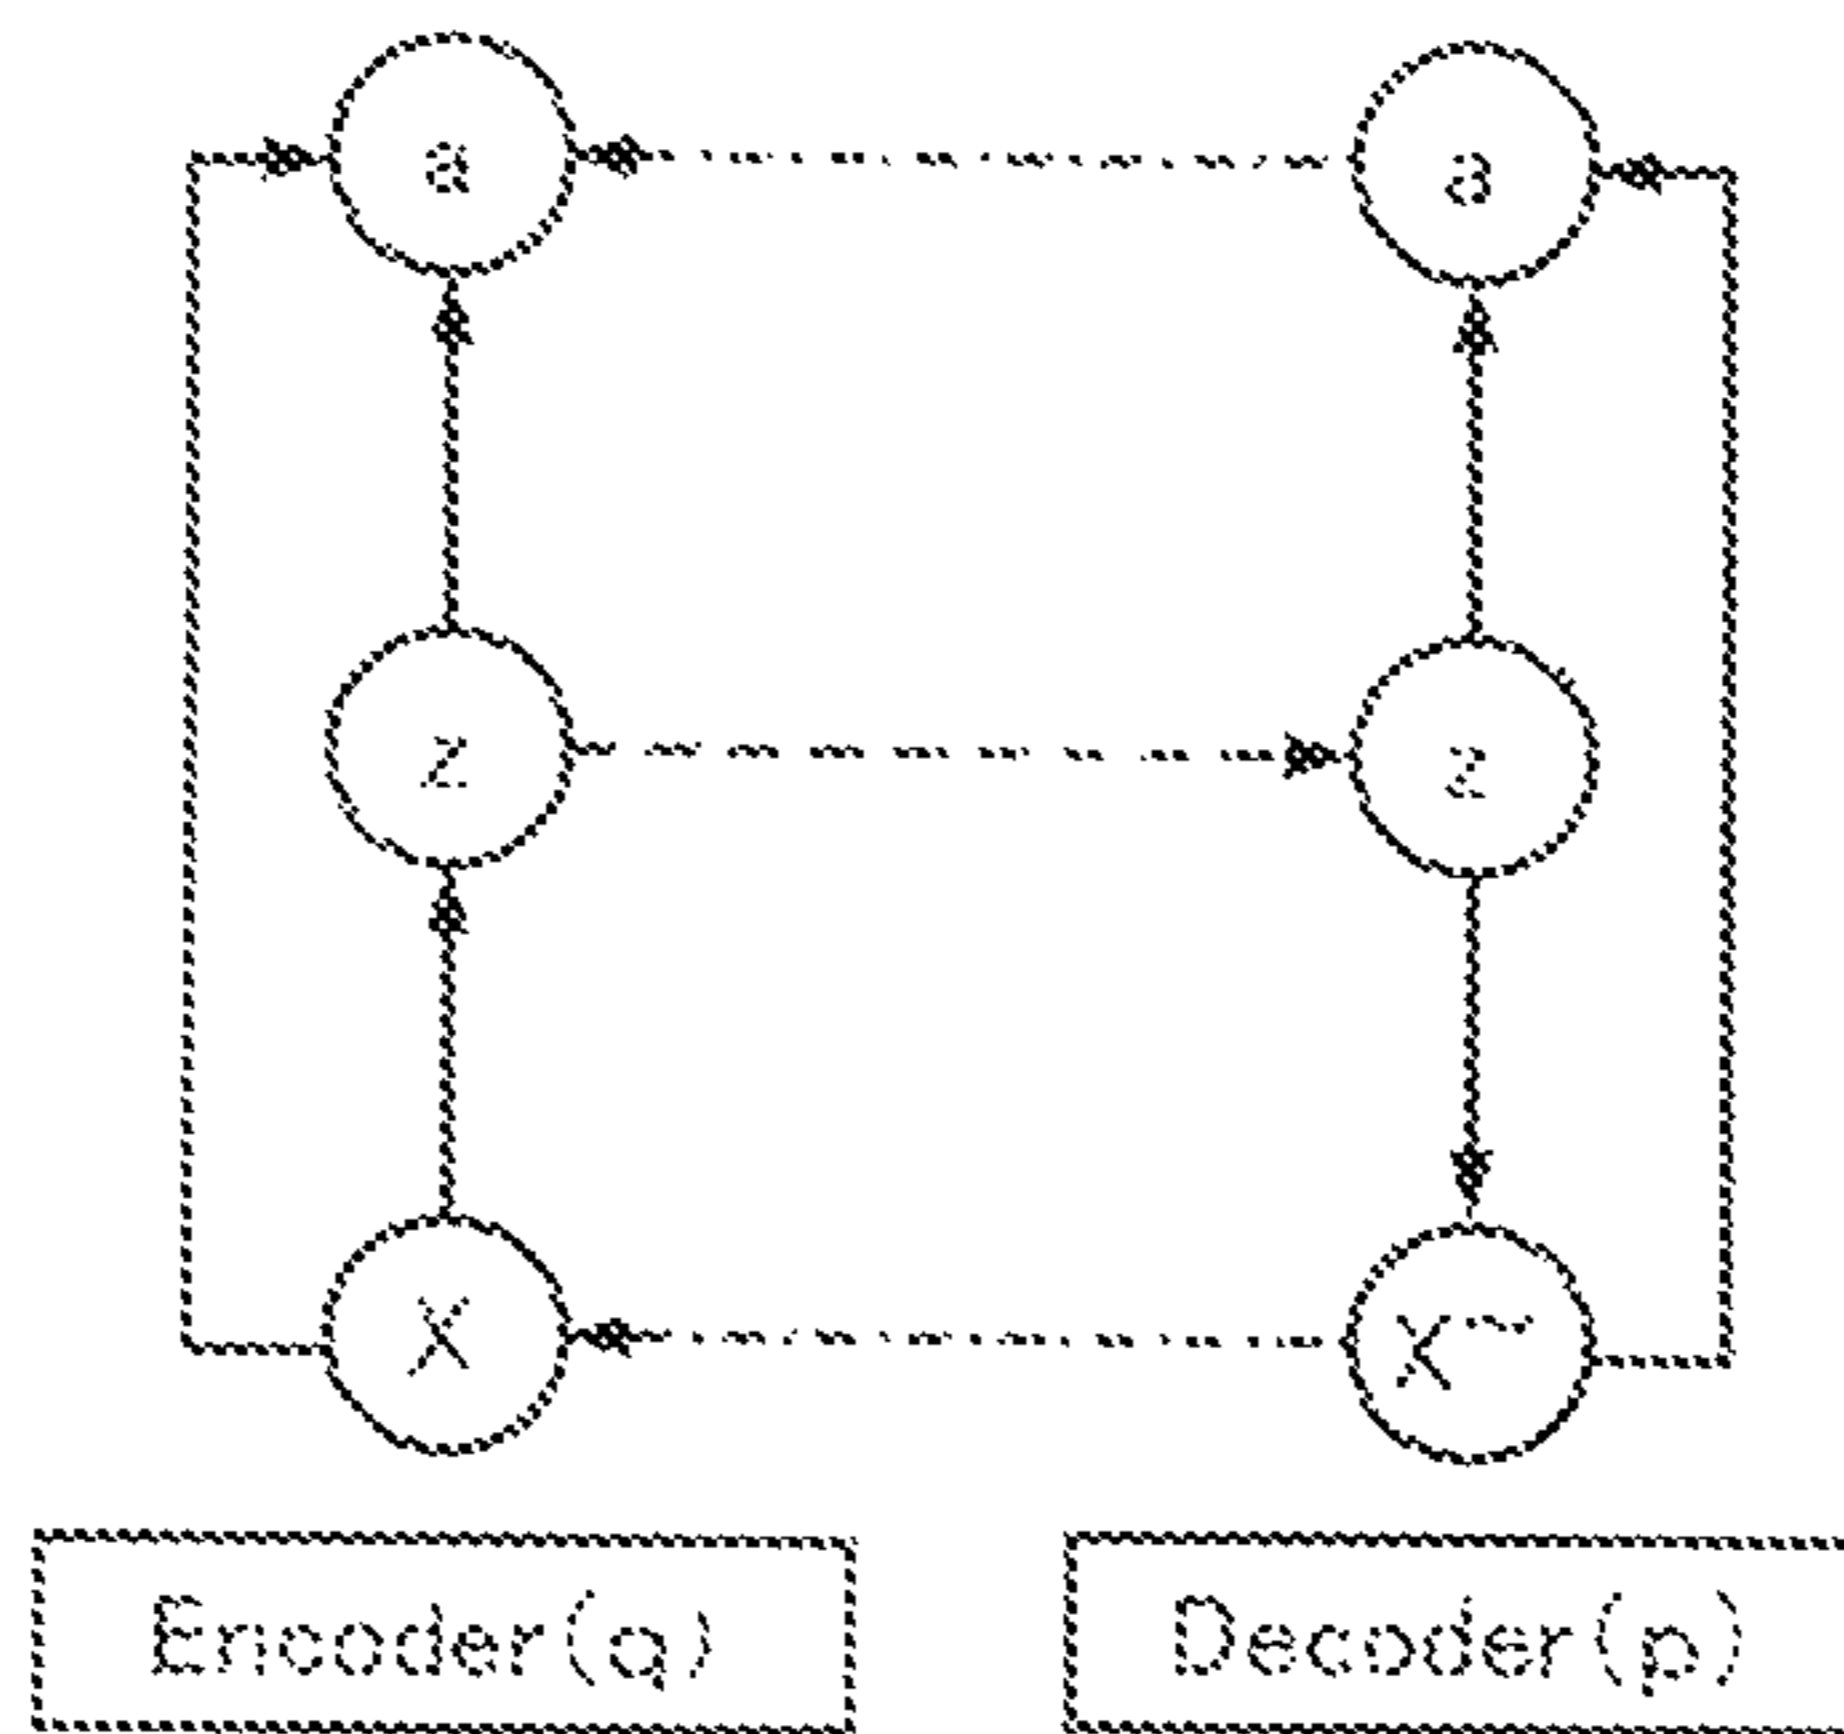 a a
z z
X X~
Encoder(q) Decoder(p)